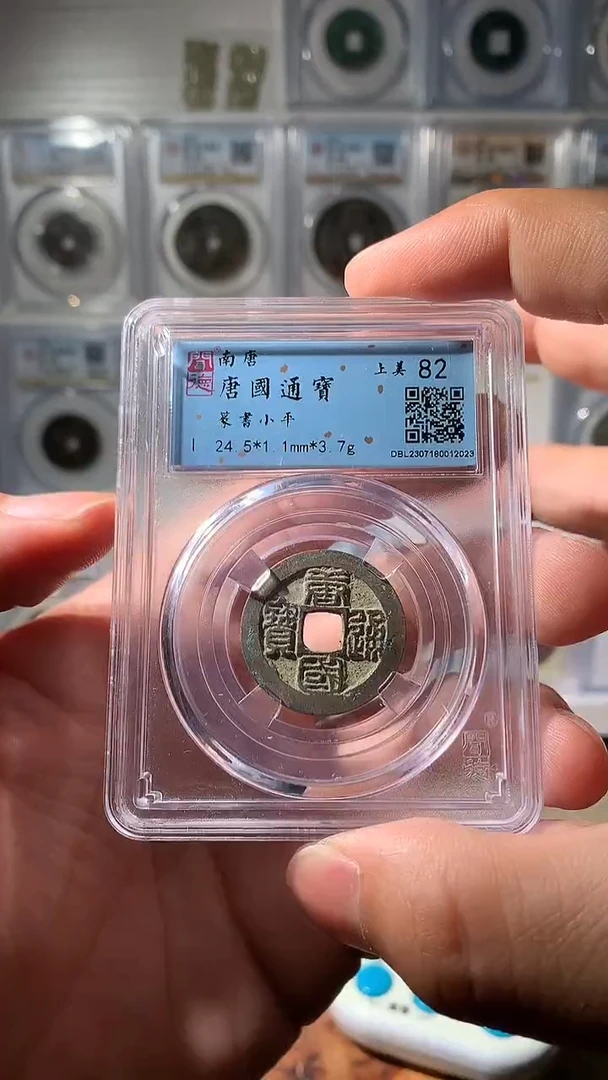 南唐
唐國通寶
篆書小平
24.5*1.1mm*3.7g
上美 82
DBL2307180012023
唐國通寶